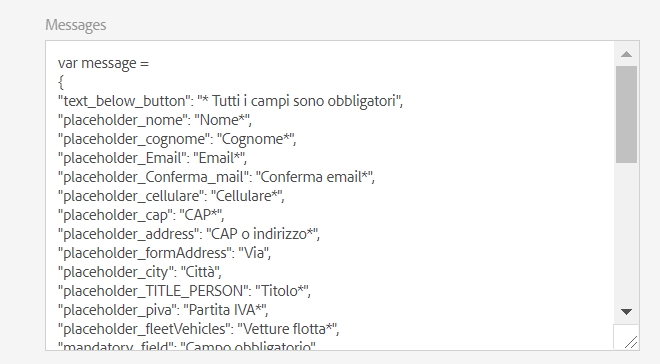 Messages
var message =
{
"text_below_button": "* Tutti i campi sono obbligatori",
"placeholder_nome": "Nome*",
"placeholder_cognome": "Cognome*",
"placeholder_Email": "Email*",
"placeholder_Conferma_mail": "Conferma email*",
"placeholder_cellulare": "Cellulare*",
"placeholder_cap": "CAP*",
"placeholder_address": "CAP o indirizzo*",
"placeholder_formAddress": "Via",
"placeholder_city": "Città",
"placeholder_TITLE_PERSON": "Titolo*",
"placeholder_piva": "Partita IVA*",
"placeholder_fleetVehicles": "Vetture flotta*",
"mandatory_field": "Campo obbligatorio",